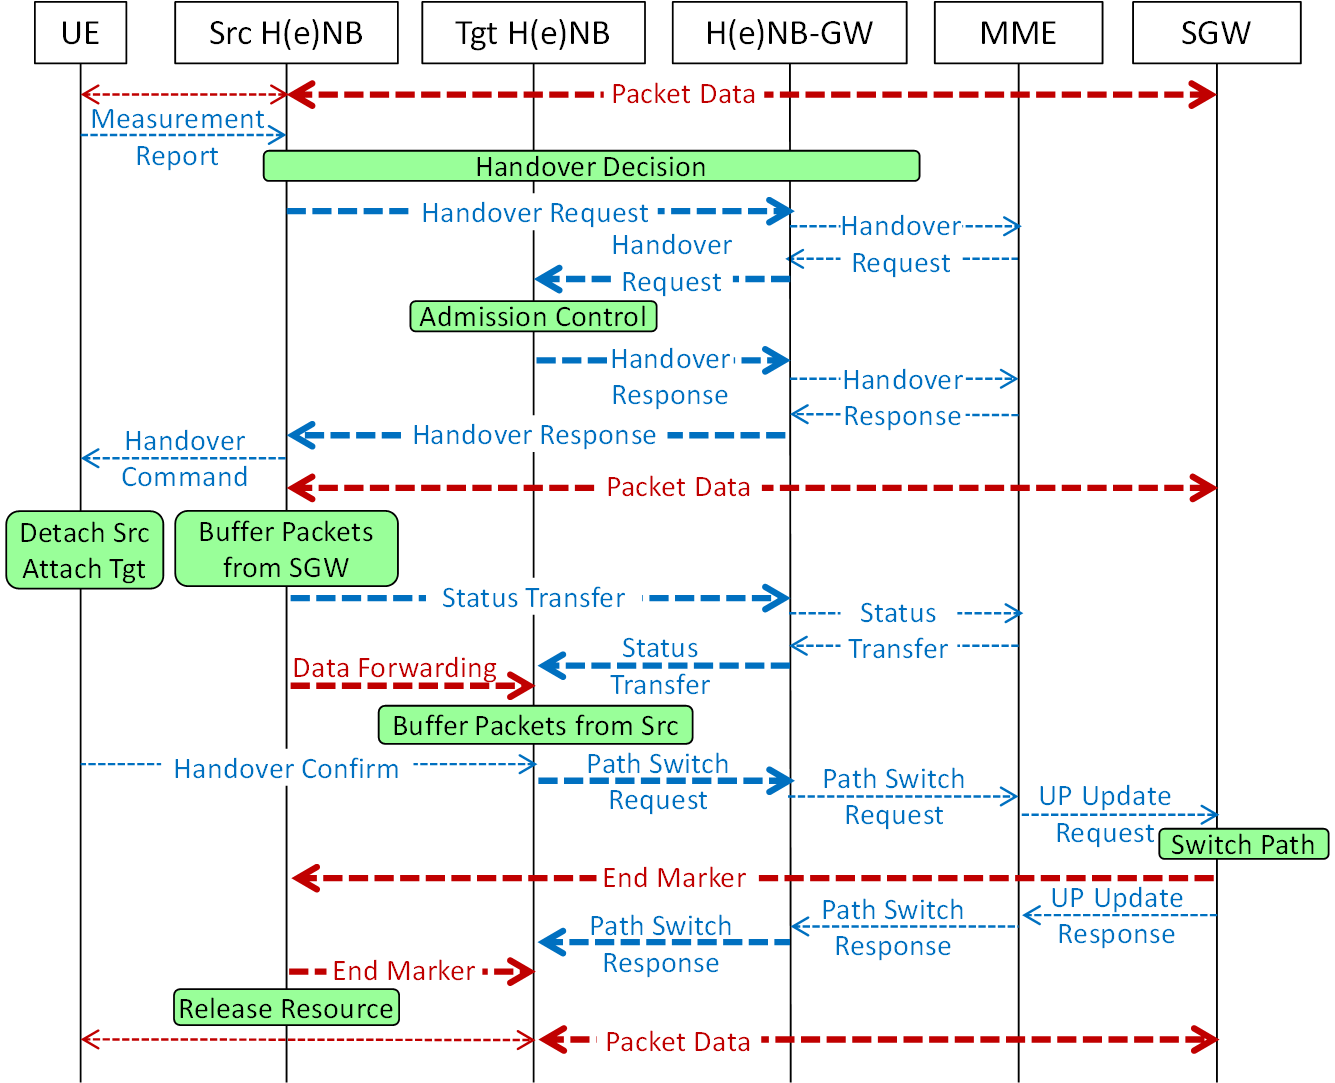 UE
Src H(e)NB
Tgt H(e)NB
H(e)NB-GW
MME
SGW
Packet Data
Measurement
Report
Handover Decision
Handover Request
Handover
Request
Handover
Request
Admission Control
Handover
Response
Handover
Response
Handover Response
Handover
Command
Packet Data
Detach Src
Attach Tgt
Buffer Packets
from SGW
Status Transfer
Status
Transfer
Status
Transfer
Data Forwarding
Buffer Packets from Src
Handover Confirm
Path Switch
Request
Path Switch
Request
UP Update
Request
Switch Path
End Marker
UP Update
Response
Path Switch
Response
Path Switch
Response
End Marker
Release Resource
Packet Data